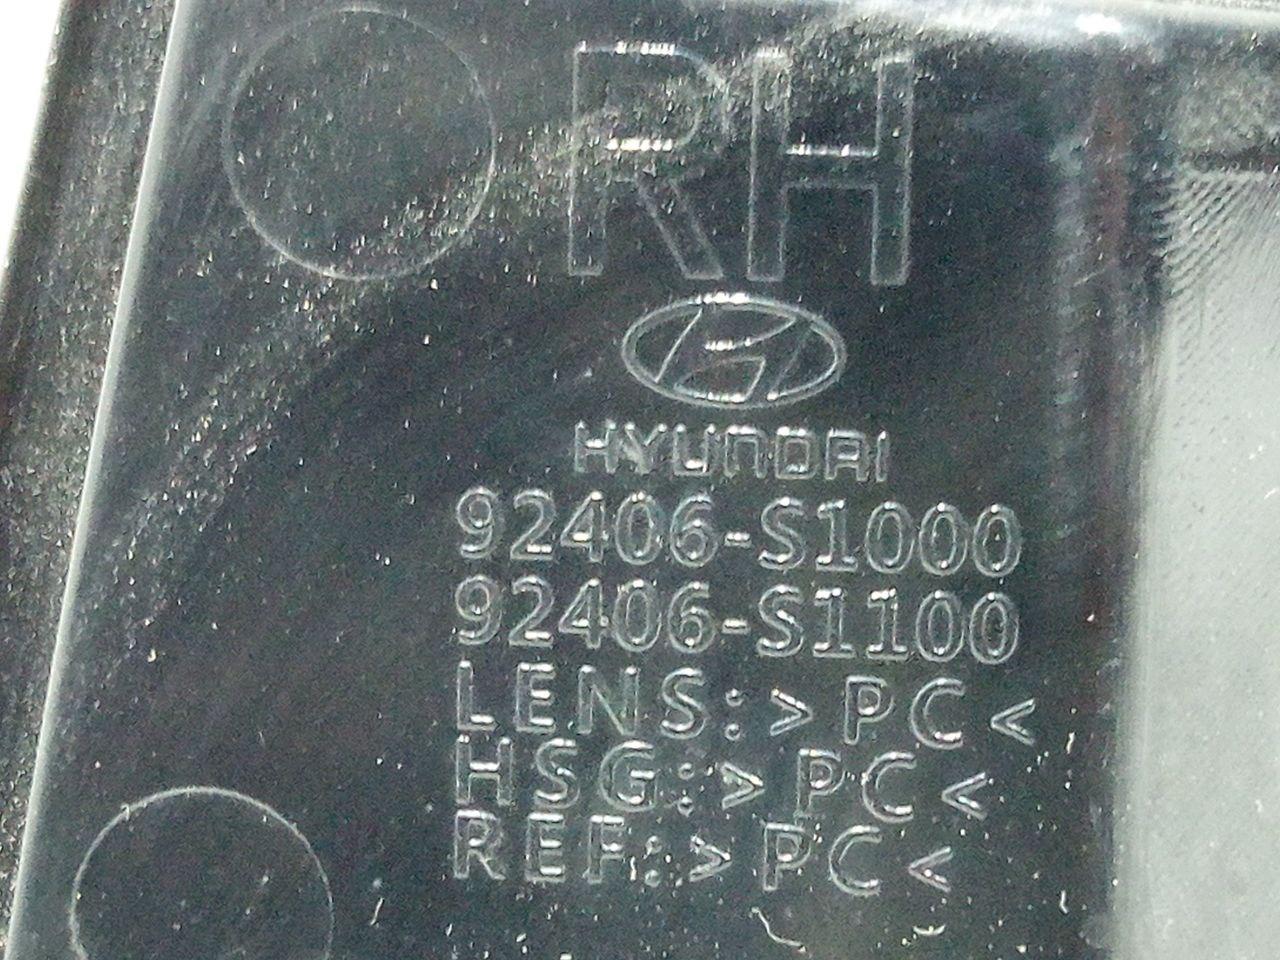 RH
HYUNDAI
92406-S1000
92406-S1100
LENS:>PC<
HSG:>PC<
REF:>PC<